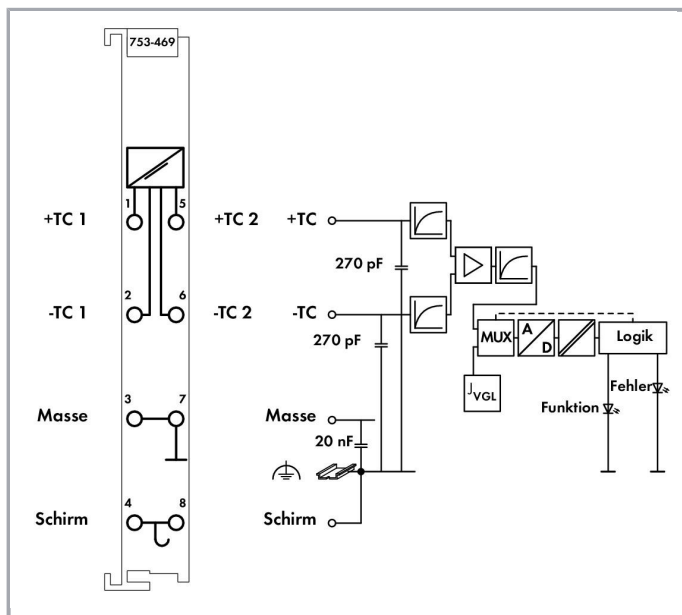 753-469
1 5
+TC 1 +TC 2 +TC
270 pF
2 6
-TC 1 -TC 2 -TC
270 pF
MUX A D Logik
JVGL
Fehler
Funktion
3 7
Masse Masse
20 nF
4 8
Schirm Schirm